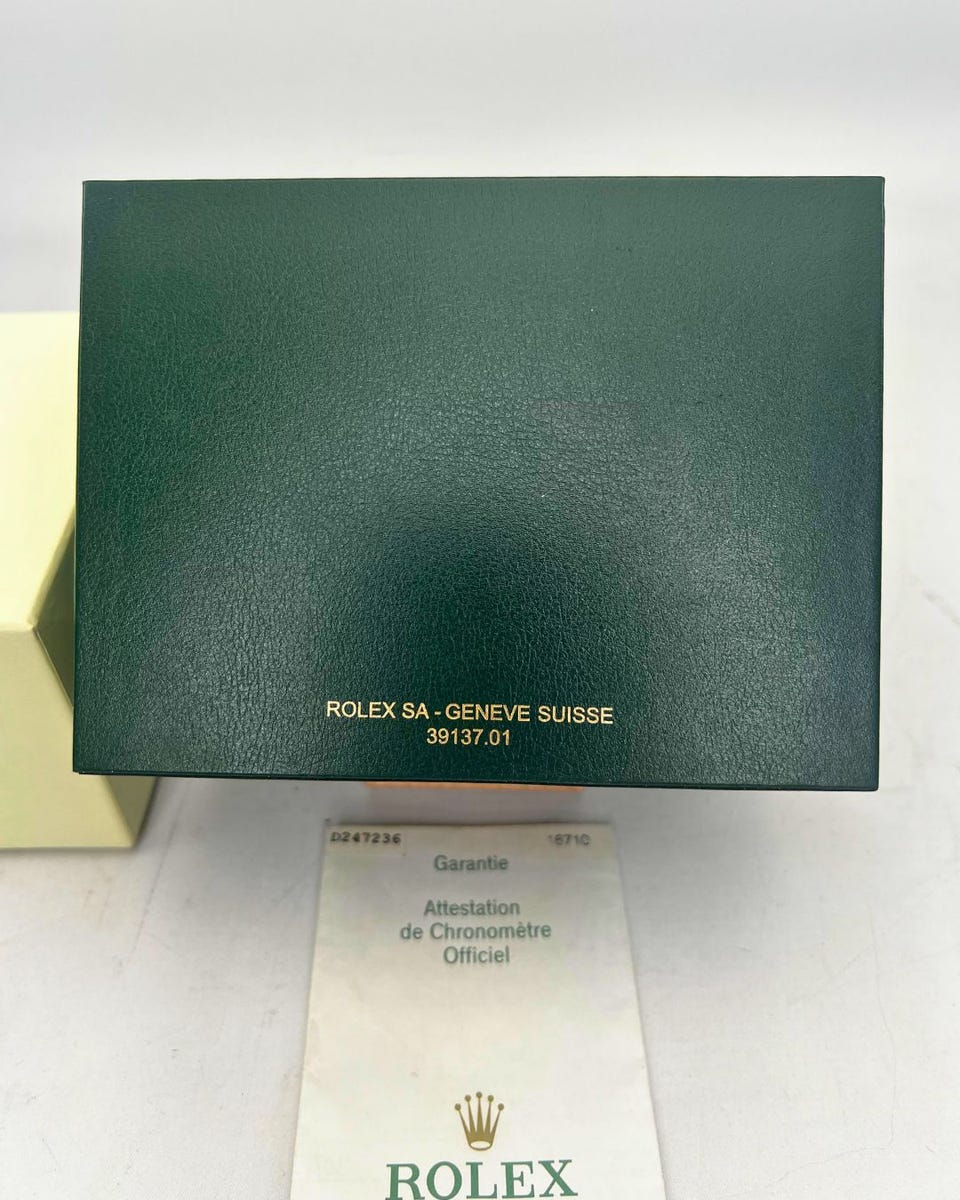 ROLEX SA - GENEVE SUISSE
39137.01
D247236
16710
Garantie
Attestation
de Chronomètre
Officiel
ROLEX